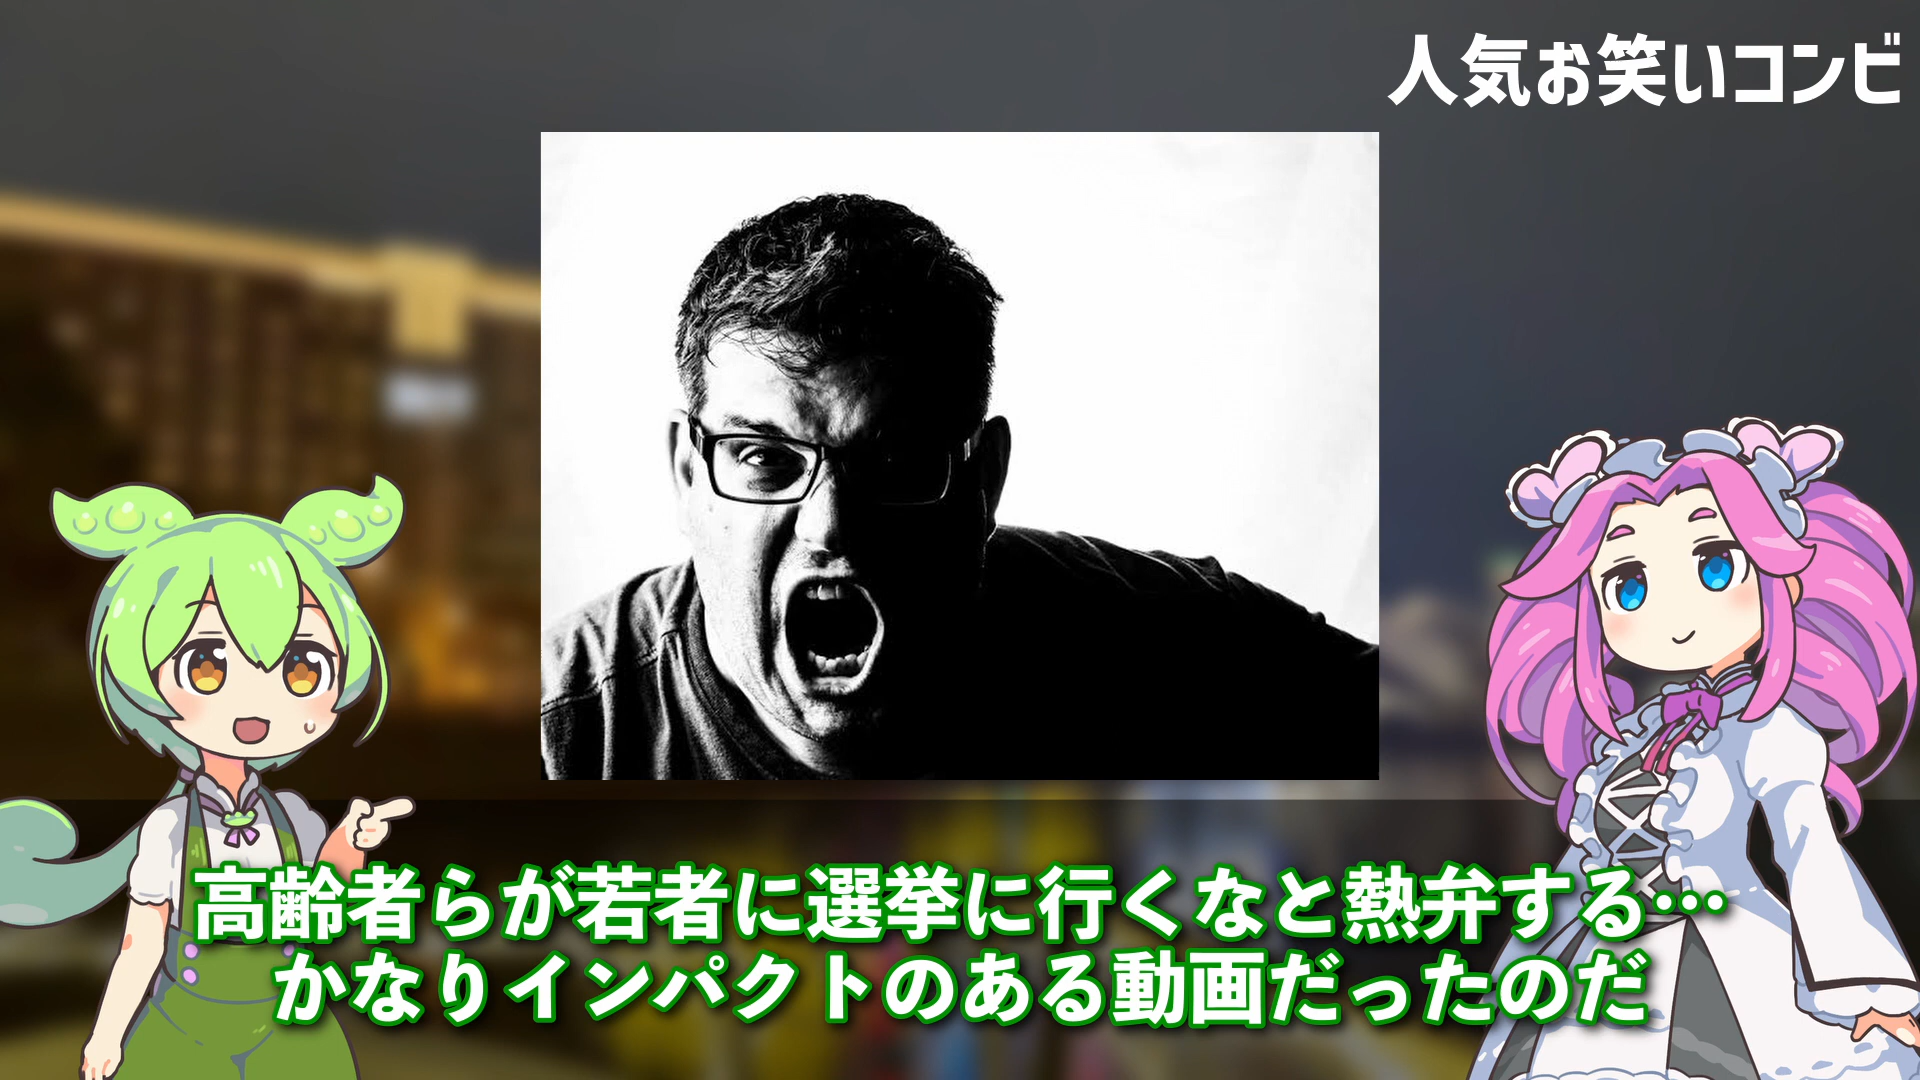 人気お笑いコンビ
高齢者らが若者に選挙に行くなと熱弁する…
かなりインパクトのある動画だったのだ